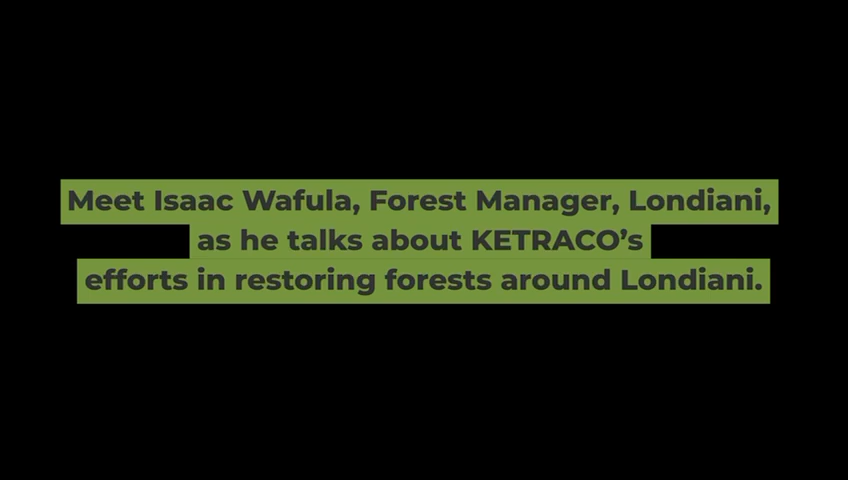 Meet Isaac Wafula, Forest Manager, Londiani,
as he talks about KETRACO’s
efforts in restoring forests around Londiani.